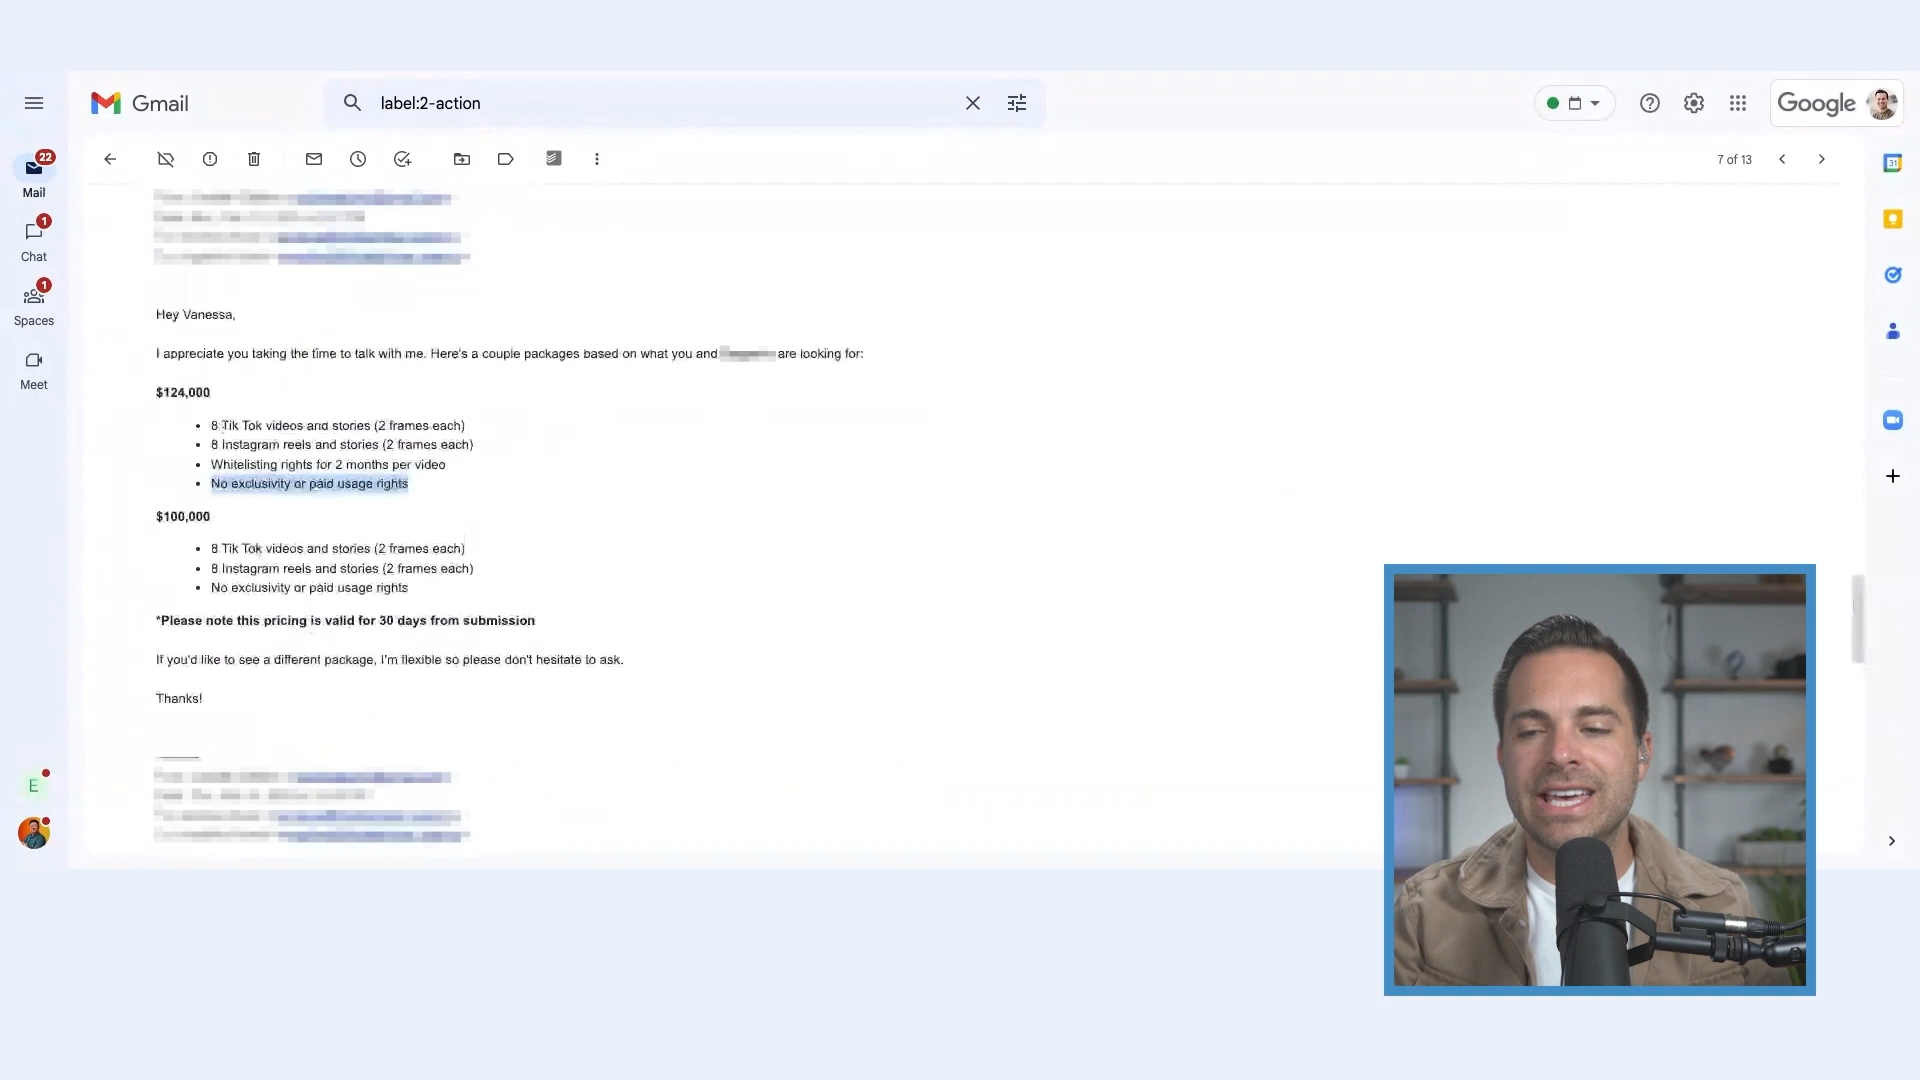 Gmail
label:2-action
Google
22
Mail
7 of 13
31
1
Chat
1
Spaces
Hey Vanessa,
I appreciate you taking the time to talk with me. Here's a couple packages based on what you and are looking for:
Meet
$124,000
8 Tik Tok videos and stories (2 frames each)
8 Instagram reels and stories (2 frames each)
Whitelisting rights for 2 months per video
No exclusivity or paid usage rights
$100,000
8 Tik Tok videos and stories (2 frames each)
8 Instagram reels and stories (2 frames each)
No exclusivity or paid usage rights
*Please note this pricing is valid for 30 days from submission
If you'd like to see a different package, I'm flexible so please don't hesitate to ask.
Thanks!
E